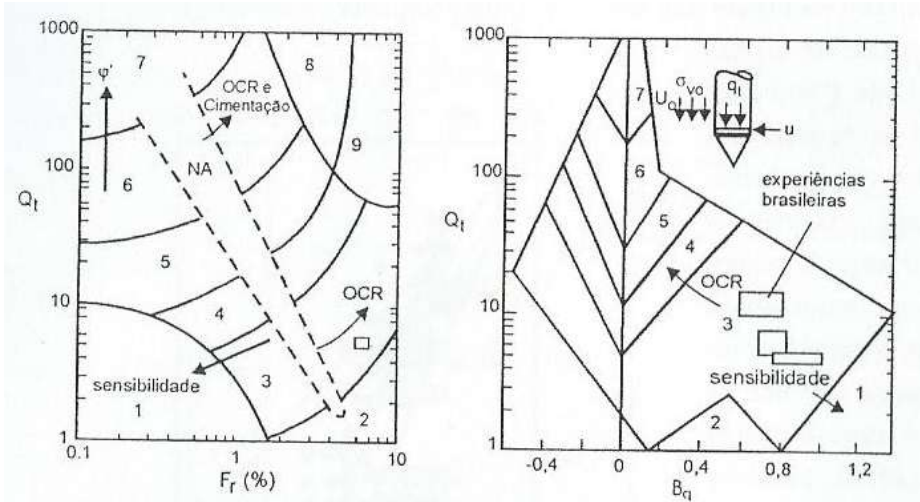 1000
100
10
1
Qt
0.1
1
10
Fr (%)
7
φ'
8
OCR e
Cimentação
9
NA
6
5
4
OCR
3
sensibilidade
1
2
1000
100
10
1
Qt
-0,4
0
0,4
0,8
1,2
Bq
7
Uo
σvo
qt
u
6
experiências
brasileiras
5
4
OCR
3
sensibilidade
1
2